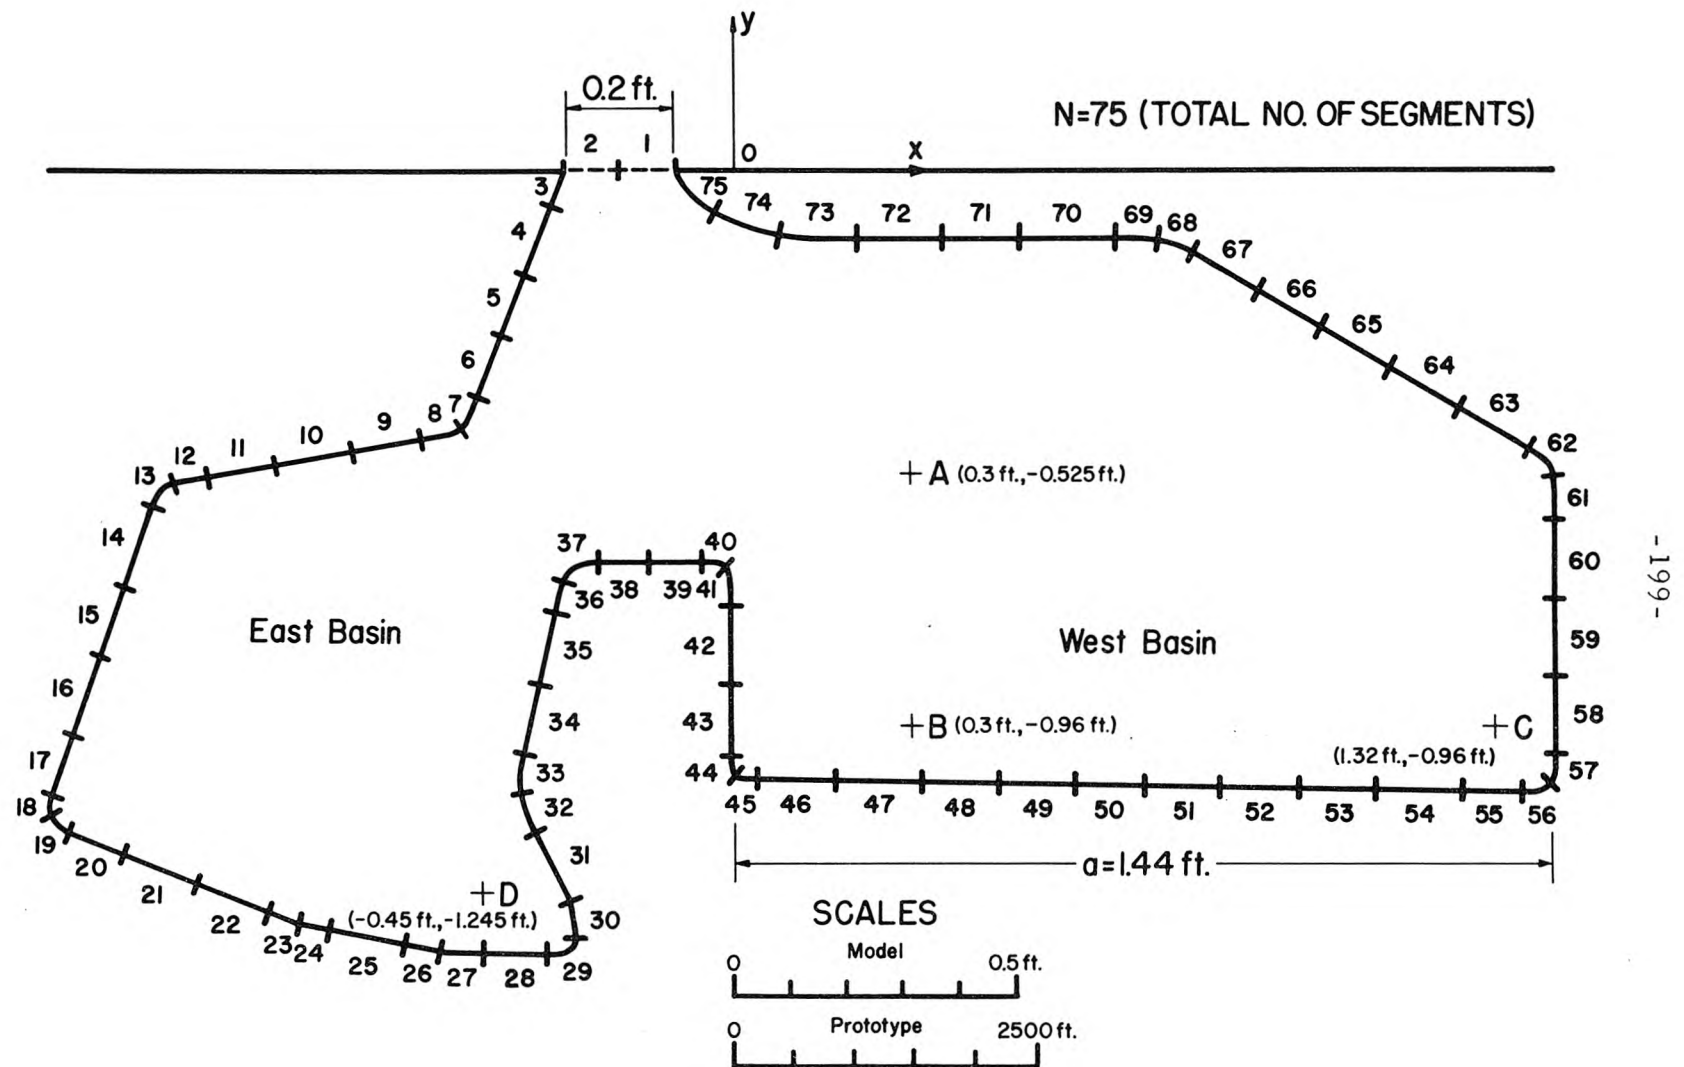 y
0.2 ft.
N=75 (TOTAL NO. OF SEGMENTS)
2 1 0 x
3 75 74 73 72 71 70 69 68
4 67
5 66
6 65
7 64
8 63
9 62
10
11
12
13
+A (0.3 ft.,-0.525 ft.)
61
14 37 40 60
36 38 39 41
15 East Basin 35 42 West Basin 59
16 34 43 +B (0.3 ft.,-0.96 ft.) +C 58
(1.32 ft.,-0.96 ft.)
17 33 44 57
18 32 45 46 47 48 49 50 51 52 53 54 55 56
19
20 31 a=1.44 ft.
21 +D
22 (-0.45 ft.,-1.245 ft.) 30 SCALES
23 24 25 26 27 28 29 Model
0 0.5 ft.
0 Prototype 2500 ft.
-199-